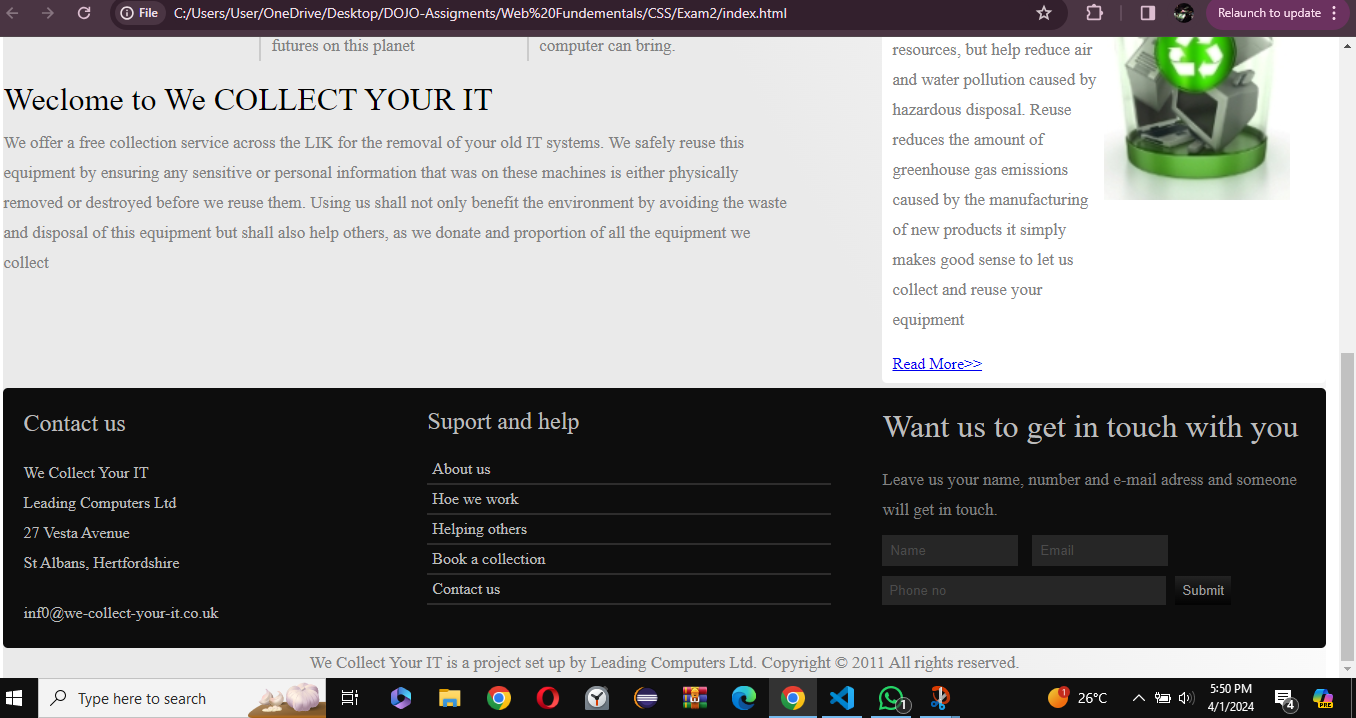 File C:/Users/User/OneDrive/Desktop/DOJO-Assigments/Web%20Fundementals/CSS/Exam2/index.html Relaunch to update
futures on this planet
computer can bring.
Weclome to We COLLECT YOUR IT
We offer a free collection service across the LIK for the removal of your old IT systems. We safely reuse this
equipment by ensuring any sensitive or personal information that was on these machines is either physically
removed or destroyed before we reuse them. Using us shall not only benefit the environment by avoiding the waste
and disposal of this equipment but shall also help others, as we donate and proportion of all the equipment we
collect
resources, but help reduce air
and water pollution caused by
hazardous disposal. Reuse
reduces the amount of
greenhouse gas emissions
caused by the manufacturing
of new products it simply
makes good sense to let us
collect and reuse your
equipment
Read More>>
Contact us
We Collect Your IT
Leading Computers Ltd
27 Vesta Avenue
St Albans, Hertfordshire
inf0@we-collect-your-it.co.uk
Suport and help
About us
Hoe we work
Helping others
Book a collection
Contact us
Want us to get in touch with you
Leave us your name, number and e-mail adress and someone
will get in touch.
Name Email
Phone no Submit
We Collect Your IT is a project set up by Leading Computers Ltd. Copyright © 2011 All rights reserved.
Type here to search
1
1
26°C
5:50 PM
4/1/2024
4
PRE